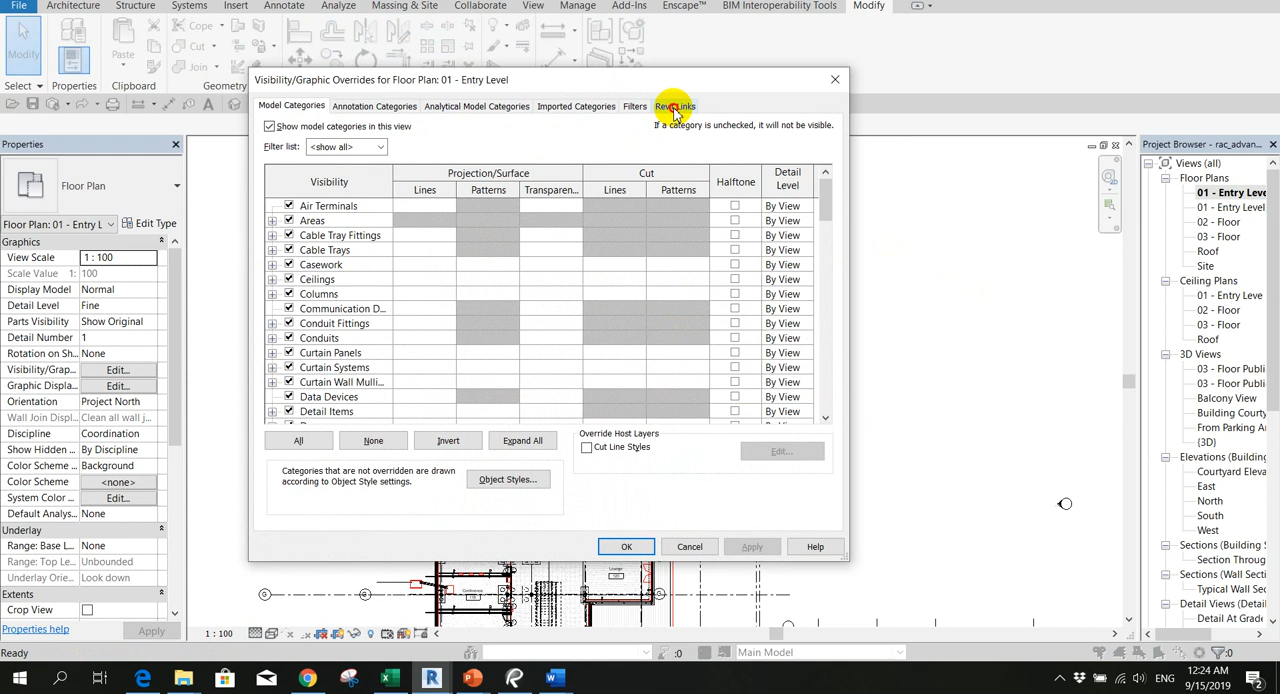 File Architecture Structure Systems Insert Annotate Analyze Massing & Site Collaborate View Manage Add-Ins Enscape™ BIM Interoperability Tools Modify
Modify Paste Cope Cut Join
Select Properties Clipboard Geometry
Properties
Floor Plan
Floor Plan: 01 - Entry L Edit Type
Graphics
View Scale 1 : 100
Scale Value 1: 100
Display Model Normal
Detail Level Fine
Parts Visibility Show Original
Detail Number 1
Rotation on Sh... None
Visibility/Grap... Edit...
Graphic Displa... Edit...
Orientation Project North
Wall Join Displ... Clean all wall j...
Discipline Coordination
Show Hidden ... By Discipline
Color Scheme ... Background
Color Scheme <none>
System Color ... Edit...
Default Analys... None
Underlay
Range: Base L... None
Range: Top Le... Unbounded
Underlay Orie... Look down
Extents
Crop View
Properties help Apply
Visibility/Graphic Overrides for Floor Plan: 01 - Entry Level
Model Categories Annotation Categories Analytical Model Categories Imported Categories Filters
Show model categories in this view If a category is unchecked, it will not be visible.
Filter list: <show all>
Visibility Projection/Surface Cut Halftone Detail Level
Lines Patterns Transparen... Lines Patterns
Air Terminals By View
Areas By View
Cable Tray Fittings By View
Cable Trays By View
Casework By View
Ceilings By View
Columns By View
Communication D... By View
Conduit Fittings By View
Conduits By View
Curtain Panels By View
Curtain Systems By View
Curtain Wall Mulli... By View
Data Devices By View
Detail Items By View
All None Invert Expand All
Override Host Layers
Cut Line Styles Edit...
Categories that are not overridden are drawn
according to Object Style settings.
Object Styles...
OK Cancel Apply Help
Project Browser - rac_advan...
Views (all)
Floor Plans
01 - Entry Leve
01 - Entry Level
02 - Floor
03 - Floor
Roof
Site
Ceiling Plans
01 - Entry Leve
02 - Floor
03 - Floor
Roof
3D Views
03 - Floor Publi
03 - Floor Publi
Balcony View
Building Courty
From Parking A
{3D}
Elevations (Building
Courtyard Eleva
East
North
South
West
Sections (Building
Section Throug
Sections (Wall Sect
Typical Wall Se
Detail Views (Detail
Detail At Grade
Conference
Lounge
1 : 100
Ready :0 Main Model :0
ENG 12:24 AM
9/15/2019